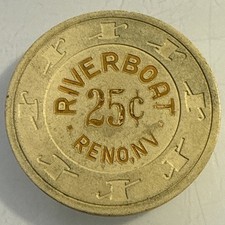 RIVERBOAT
25¢
RENO, NV